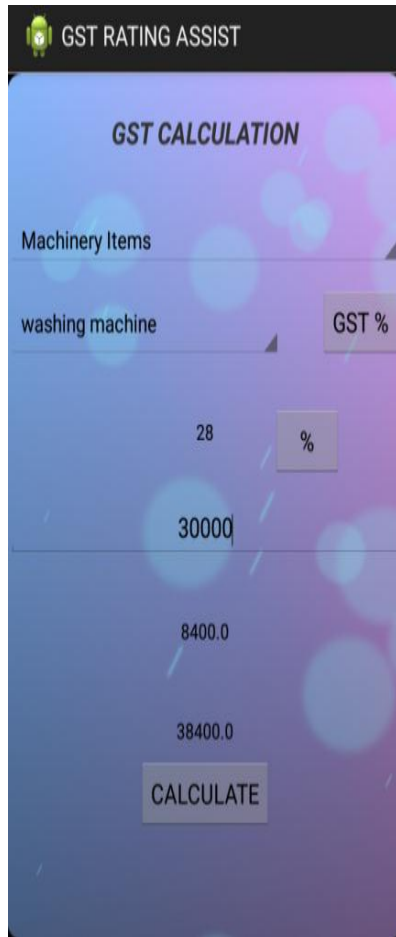 GST RATING ASSIST
GST CALCULATION
Machinery Items
washing machine GST %
28 %
30000
8400.0
38400.0
CALCULATE